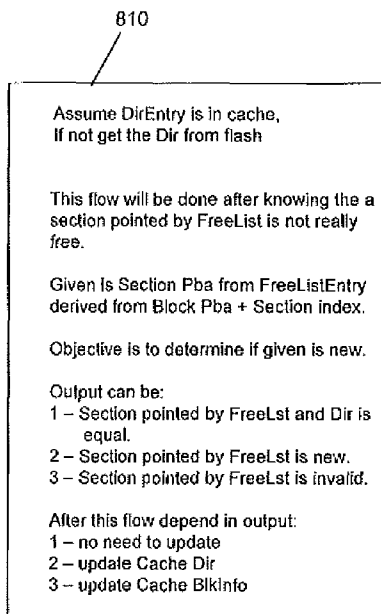 810
Assume DirEntry is in cache,
If not get the Dir from flash
This flow will be done after knowing the a
section pointed by FreeList is not really
free.
Given is Section Pba from FreeListEntry
derived from Block Pba + Section index.
Objective is to determine if given is new.
Output can be:
1 – Section pointed by FreeLst and Dir is
equal.
2 – Section pointed by FreeLst is new.
3 – Section pointed by FreeLst is invalid.
After this flow depend in output:
1 – no need to update
2 – update Cache Dir
3 – update Cache BlkInfo